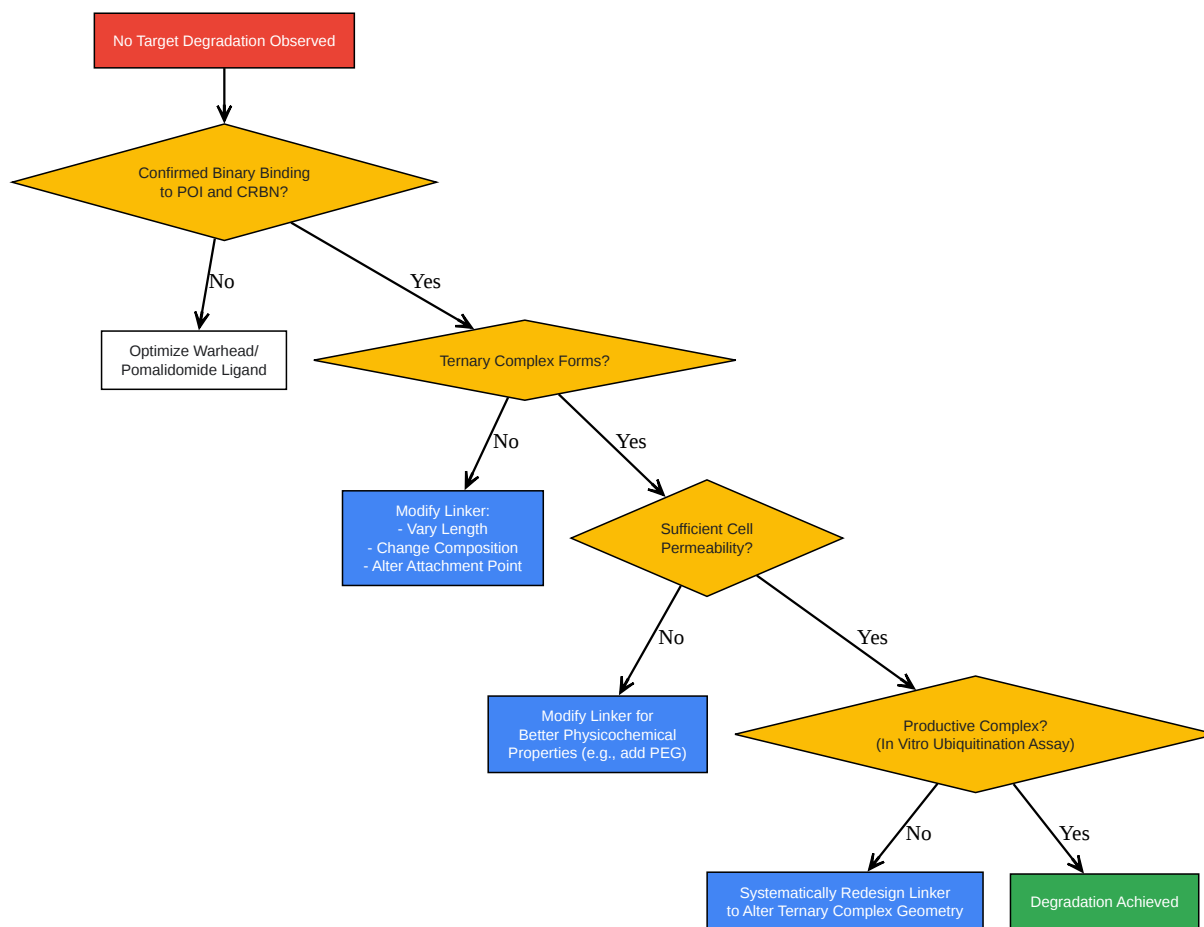 No Target Degradation Observed
Confirmed Binary Binding
to POI and CRBN?
No
Yes
Optimize Warhead/
Pomalidomide Ligand
Ternary Complex Forms?
No
Yes
Modify Linker:
- Vary Length
- Change Composition
- Alter Attachment Point
Sufficient Cell
Permeability?
No
Yes
Modify Linker for
Better Physicochemical
Properties (e.g., add PEG)
Productive Complex?
(In Vitro Ubiquitination Assay)
No
Yes
Systematically Redesign Linker
to Alter Ternary Complex Geometry
Degradation Achieved